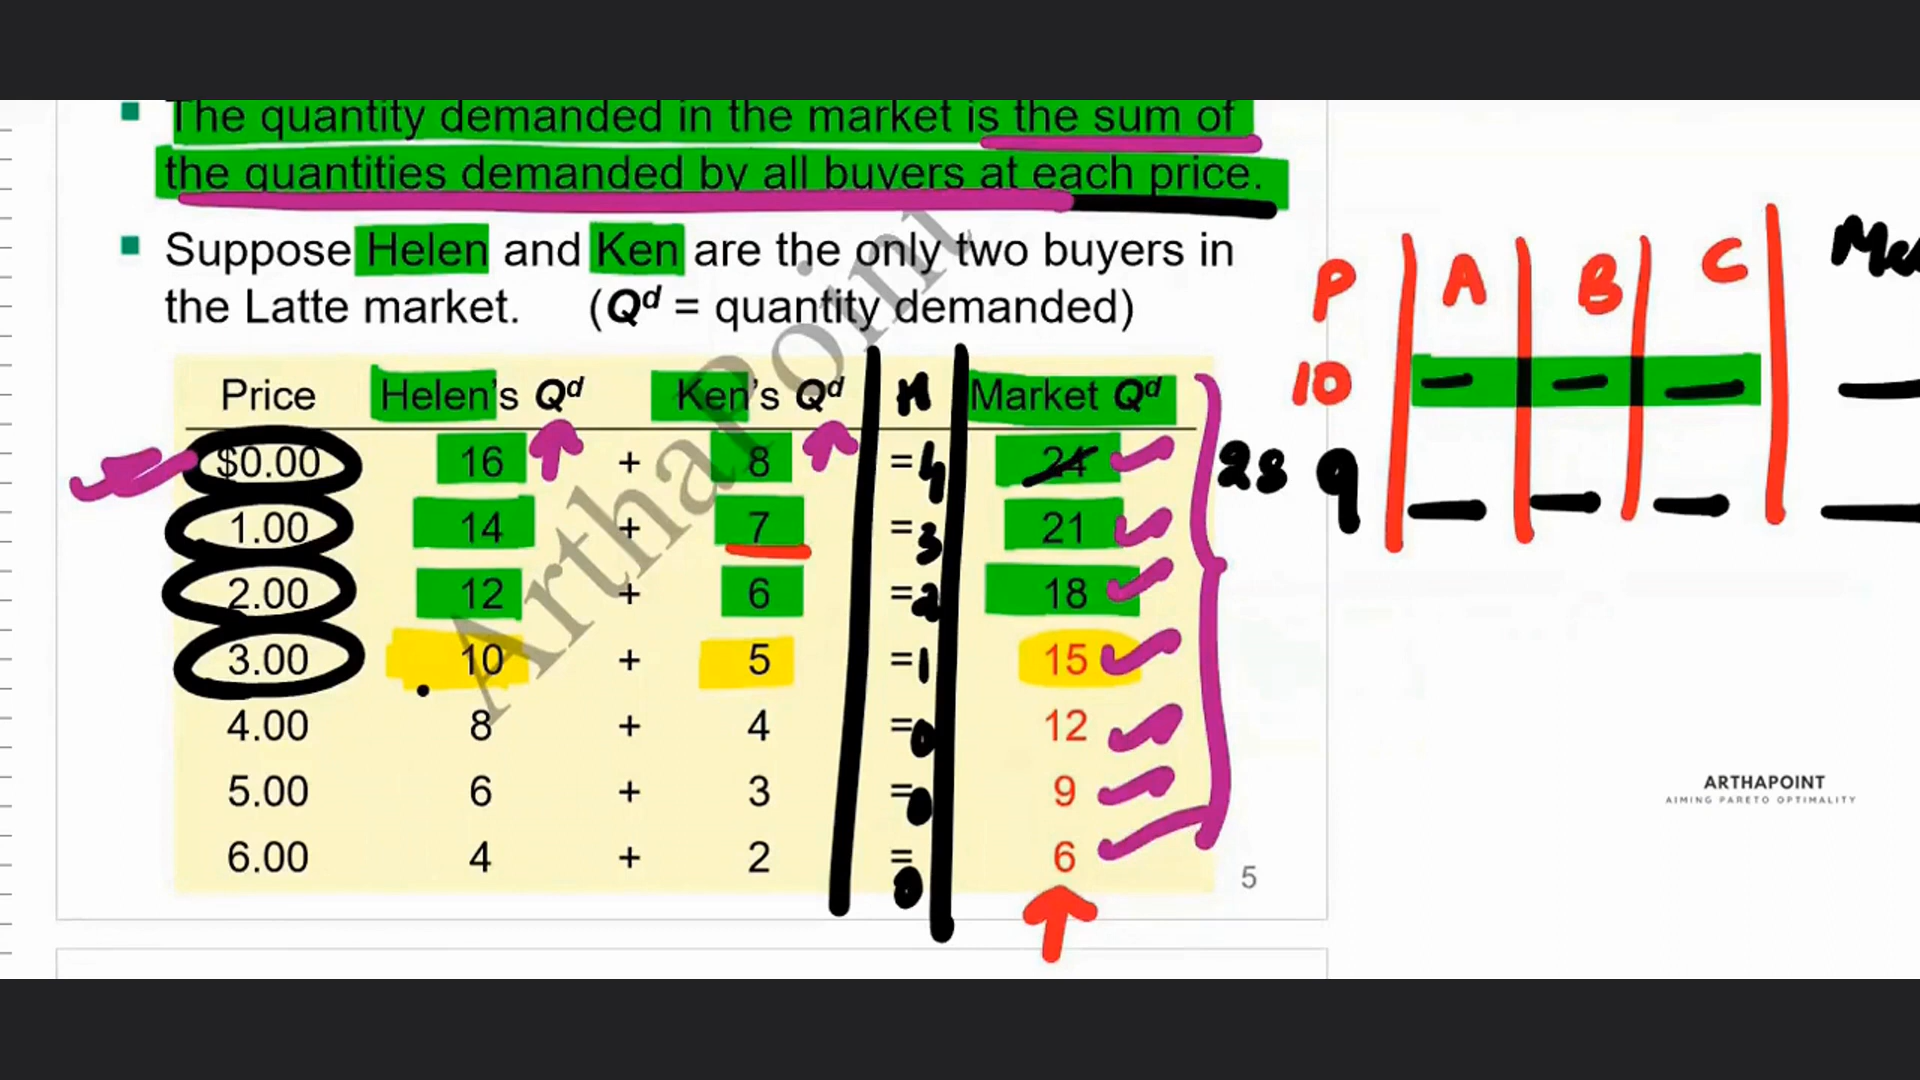 The quantity demanded in the market is the sum of
the quantities demanded by all buyers at each price.
Suppose Helen and Ken are the only two buyers in
the Latte market. (Qd = quantity demanded)
Price Helen's Qd Ken's Qd M Market Qd
$0.00 16 + 8 = 4 24 28
1.00 14 + 7 = 3 21
2.00 12 + 6 = 2 18
3.00 10 + 5 = 1 15
4.00 8 + 4 = 0 12
5.00 6 + 3 = 0 9
6.00 4 + 2 = 0 6
5
P A B C
10 – – – –
9 – – – –
ArthaPoint
ARTHAPOINT
AIMING PARETO OPTIMALITY